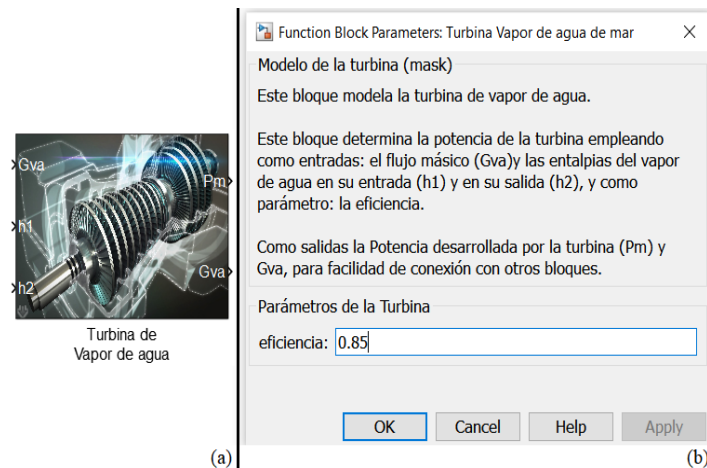 Gva
Pm
h1
h2
Gva
Turbina de
Vapor de agua
(a)
Function Block Parameters: Turbina Vapor de agua de mar
Modelo de la turbina (mask)
Este bloque modela la turbina de vapor de agua.
Este bloque determina la potencia de la turbina empleando
como entradas: el flujo másico (Gva)y las entalpias del vapor
de agua en su entrada (h1) y en su salida (h2), y como
parámetro: la eficiencia.
Como salidas la Potencia desarrollada por la turbina (Pm) y
Gva, para facilidad de conexión con otros bloques.
Parámetros de la Turbina
eficiencia: 0.85
OK Cancel Help Apply
(b)